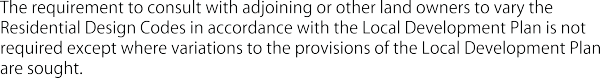 The requirement to consult with adjoining or other land owners to vary the
Residential Design Codes in accordance with the Local Development Plan is not
required except where variations to the provisions of the Local Development Plan
are sought.